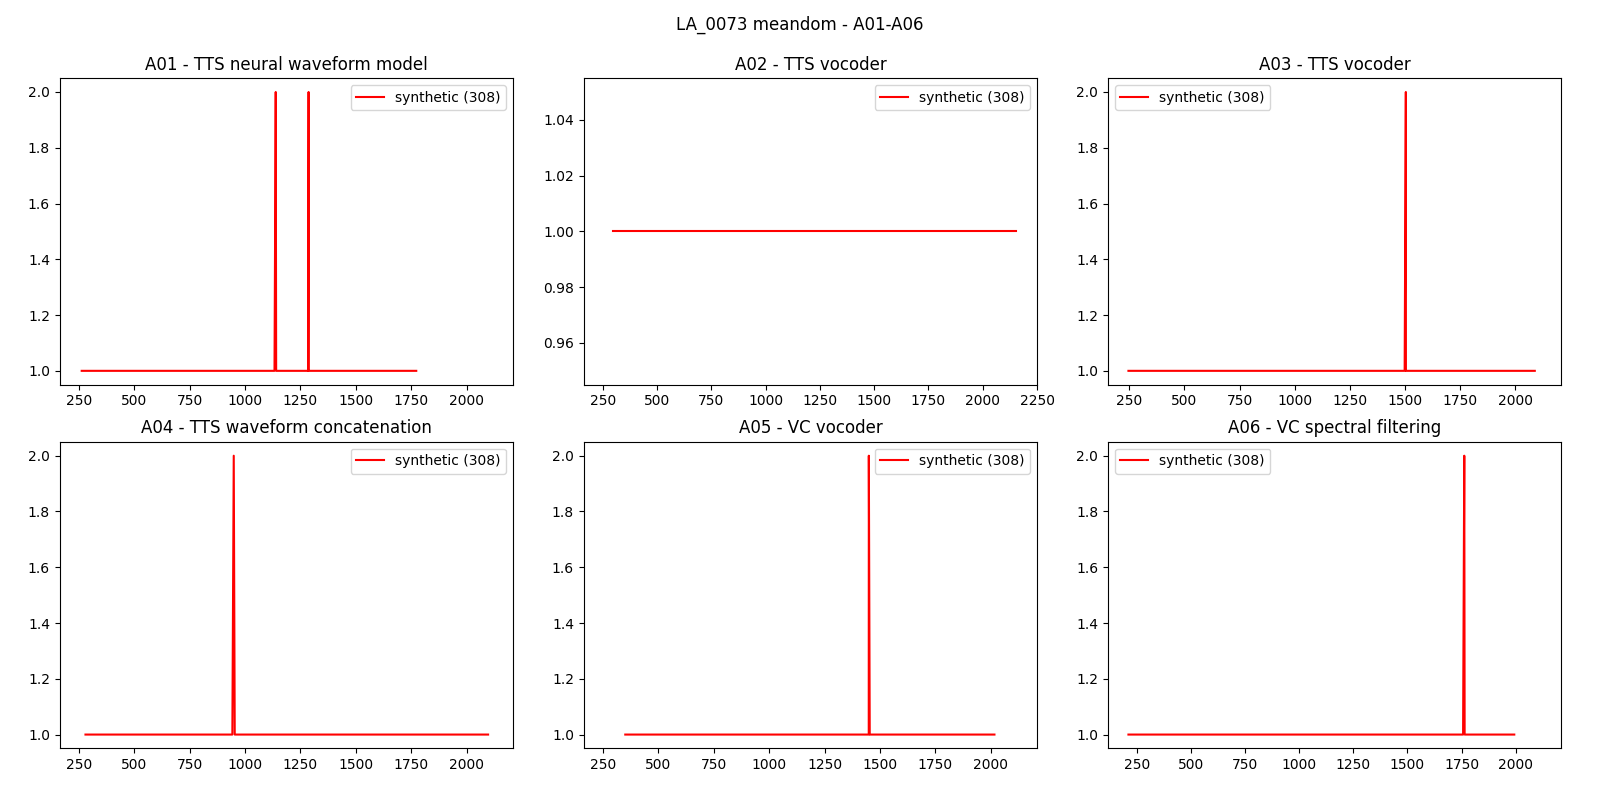 LA_0073 meandom - A01-A06
A01 - TTS neural waveform model
synthetic (308)
2.0
1.8
1.6
1.4
1.2
1.0
250 500 750 1000 1250 1500 1750 2000
A02 - TTS vocoder
synthetic (308)
1.04
1.02
1.00
0.98
0.96
250 500 750 1000 1250 1500 1750 2000 2250
A03 - TTS vocoder
synthetic (308)
2.0
1.8
1.6
1.4
1.2
1.0
250 500 750 1000 1250 1500 1750 2000
A04 - TTS waveform concatenation
synthetic (308)
2.0
1.8
1.6
1.4
1.2
1.0
250 500 750 1000 1250 1500 1750 2000
A05 - VC vocoder
synthetic (308)
2.0
1.8
1.6
1.4
1.2
1.0
250 500 750 1000 1250 1500 1750 2000
A06 - VC spectral filtering
synthetic (308)
2.0
1.8
1.6
1.4
1.2
1.0
250 500 750 1000 1250 1500 1750 2000